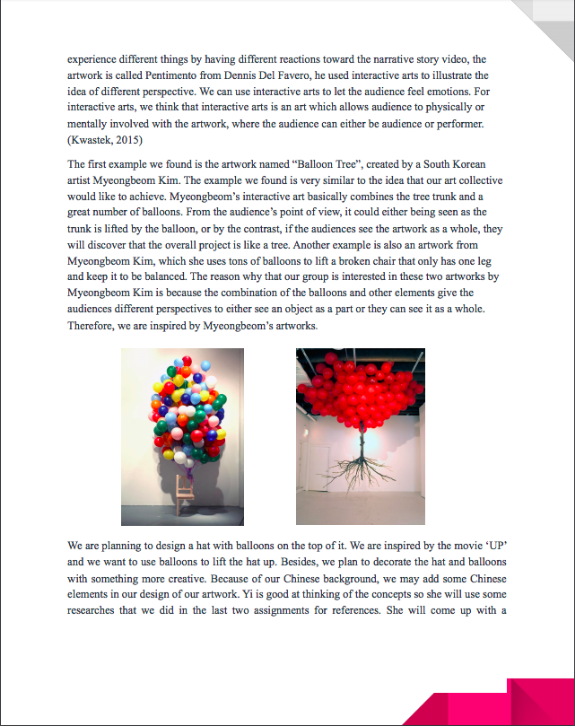 experience different things by having different reactions toward the narrative story video, the
artwork is called Pentimento from Dennis Del Favero, he used interactive arts to illustrate the
idea of different perspective. We can use interactive arts to let the audience feel emotions. For
interactive arts, we think that interactive arts is an art which allows audience to physically or
mentally involved with the artwork, where the audience can either be audience or performer.
(Kwastek, 2015)
The first example we found is the artwork named “Balloon Tree”, created by a South Korean
artist Myeongbeom Kim. The example we found is very similar to the idea that our art collective
would like to achieve. Myeongbeom’s interactive art basically combines the tree trunk and a
great number of balloons. From the audience’s point of view, it could either being seen as the
trunk is lifted by the balloon, or by the contrast, if the audiences see the artwork as a whole, they
will discover that the overall project is like a tree. Another example is also an artwork from
Myeongbeom Kim, which she uses tons of balloons to lift a broken chair that only has one leg
and keep it to be balanced. The reason why that our group is interested in these two artworks by
Myeongbeom Kim is because the combination of the balloons and other elements give the
audiences different perspectives to either see an object as a part or they can see it as a whole.
Therefore, we are inspired by Myeongbeom’s artworks.
We are planning to design a hat with balloons on the top of it. We are inspired by the movie ‘UP’
and we want to use balloons to lift the hat up. Besides, we plan to decorate the hat and balloons
with something more creative. Because of our Chinese background, we may add some Chinese
elements in our design of our artwork. Yi is good at thinking of the concepts so she will use some
researches that we did in the last two assignments for references. She will come up with a